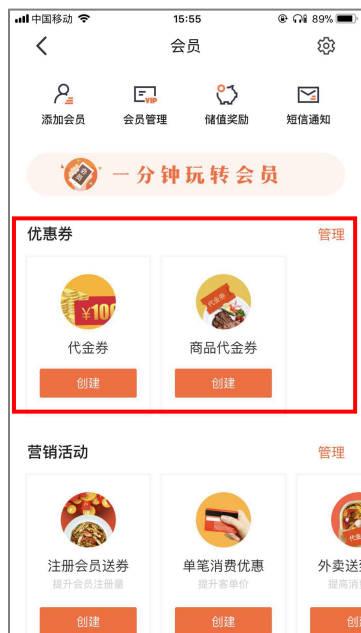 中国移动 15:55 89%
会员
VIP
添加会员 会员管理 储值奖励 短信通知
一分钟玩转会员
优惠券 管理
¥100 代金券
代金券 商品代金券
创建 创建
营销活动 管理
注册会员送券 单笔消费优惠 外卖送
提升会员注册量 提升客单价 提高消
创建 创建 创